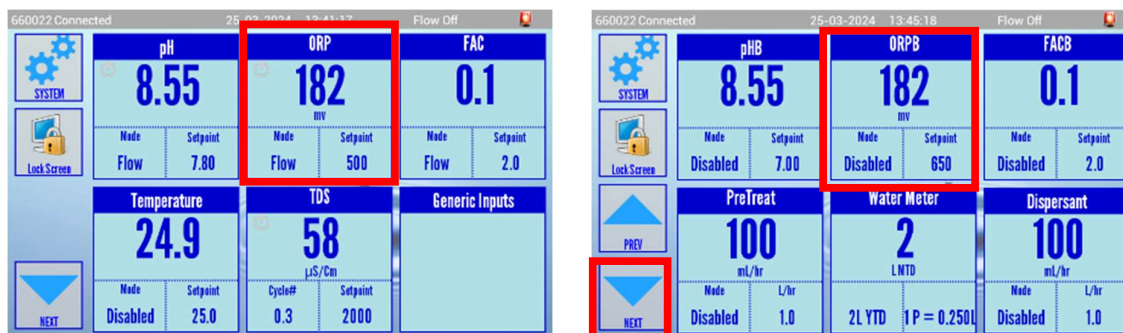 660022 Connected 25-03-2024 13:41:17 Flow Off
SYSTEM
Lock Screen
NEXT
pH
8.55
Mode Setpoint
Flow 7.80
ORP
182
mv
Mode Setpoint
Flow 500
FAC
0.1
Mode Setpoint
Flow 2.0
Temperature
24.9
Mode Setpoint
Disabled 25.0
TDS
58
µS/Cm
Cycle# Setpoint
0.3 2000
Generic Inputs
660022 Connected 25-03-2024 13:45:18 Flow Off
SYSTEM
Lock Screen
PREV
NEXT
pHB
8.55
Mode Setpoint
Disabled 7.00
ORPB
182
mv
Mode Setpoint
Disabled 650
FACB
0.1
Mode Setpoint
Disabled 2.0
PreTreat
100
mL/hr
Mode L/hr
Disabled 1.0
Water Meter
2
L NTD
2L YTD 1 P = 0.250L
Dispersant
100
mL/hr
Mode L/hr
Disabled 1.0